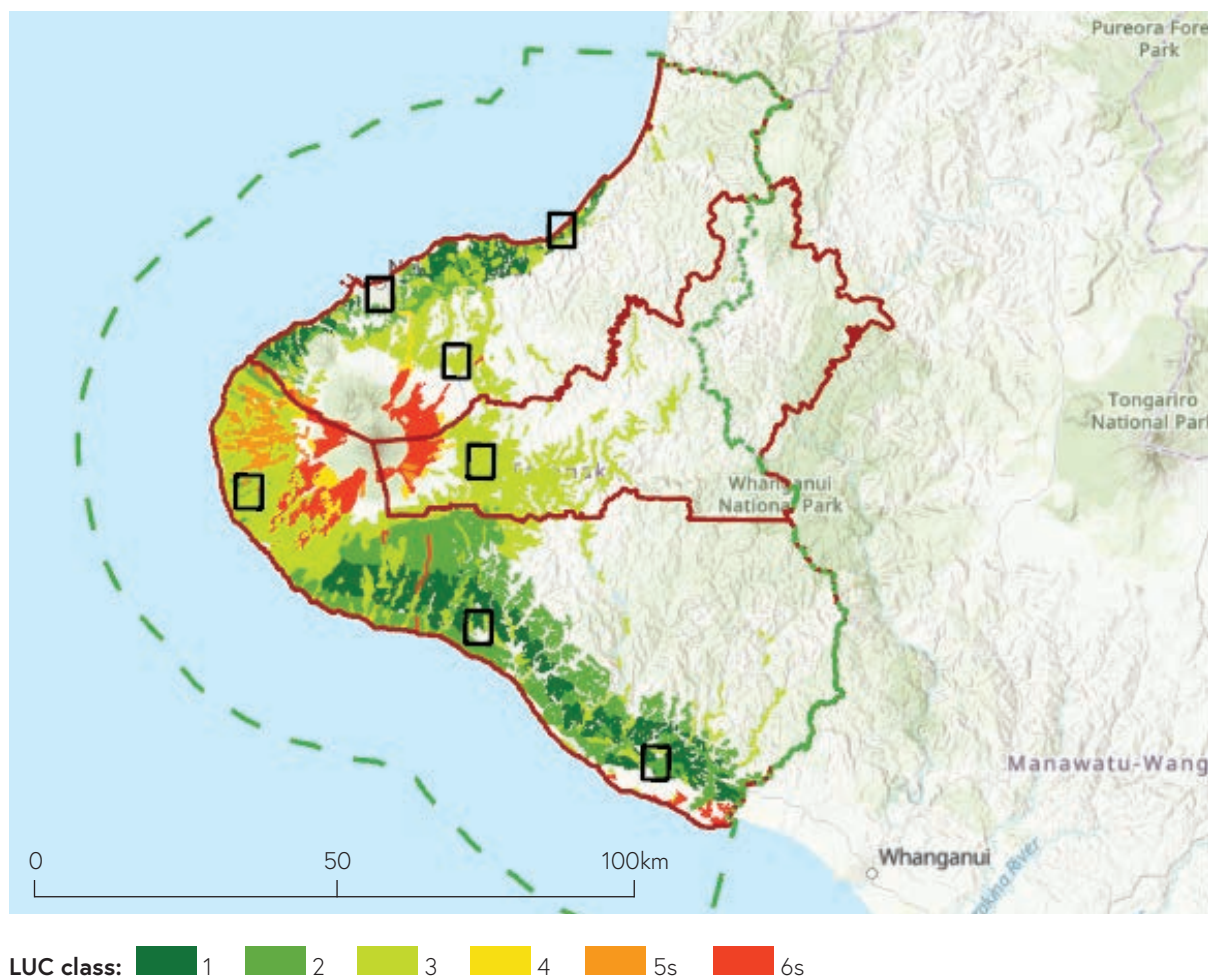 Pureora Fore
Park
Tongariro
National Park
Whanganui
National Park
Manawatu-Wang
Whanganui
0 50 100km
LUC class: 1 2 3 4 5s 6s